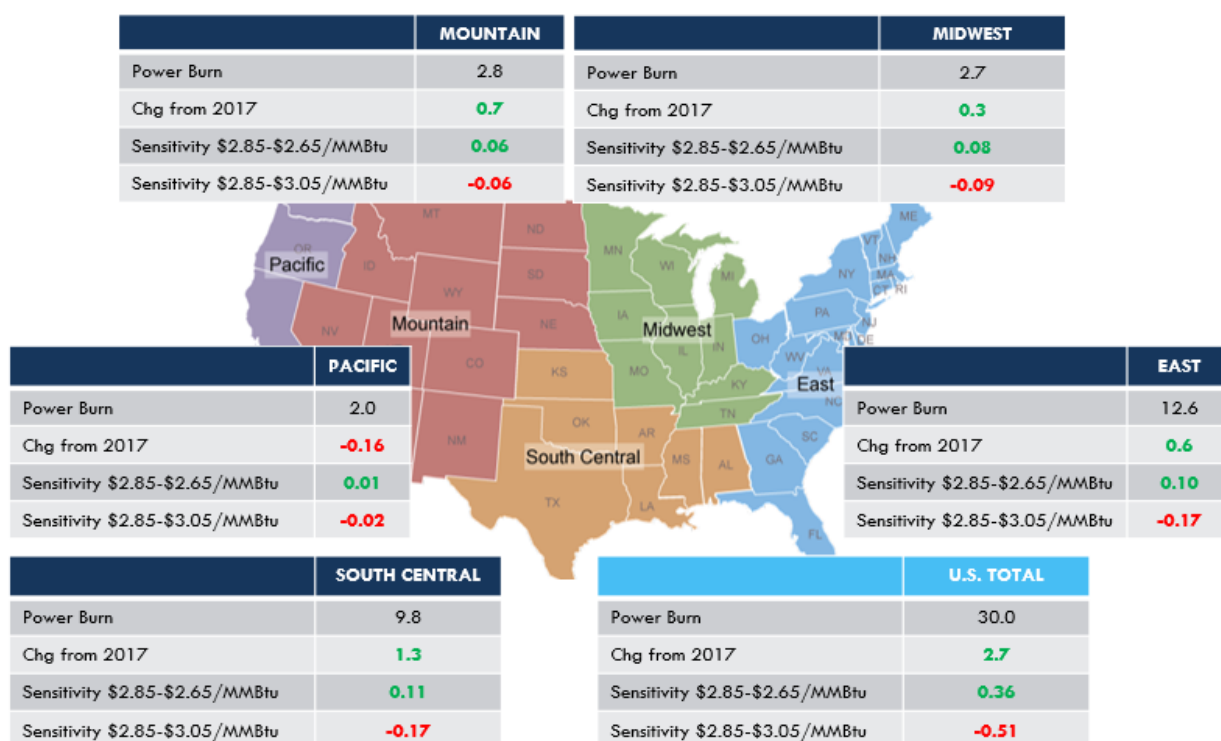 MOUNTAIN
Power Burn 2.8
Chg from 2017 0.7
Sensitivity $2.85-$2.65/MMBtu 0.06
Sensitivity $2.85-$3.05/MMBtu -0.06
MIDWEST
Power Burn 2.7
Chg from 2017 0.3
Sensitivity $2.85-$2.65/MMBtu 0.08
Sensitivity $2.85-$3.05/MMBtu -0.09
MT
ND
MN
ME
OR
Pacific
ID
SD
WI
MI
VT
NH
NY
MA
CT RI
WY
Mountain
NV
NE
IA
Midwest
PA
NJ
OH
MD DE
IL
IN
WV
VA
CO
KS
MO
KY
East
NC
TN
NM
OK
AR
South Central
SC
MS
AL
GA
TX
LA
FL
PACIFIC
Power Burn 2.0
Chg from 2017 -0.16
Sensitivity $2.85-$2.65/MMBtu 0.01
Sensitivity $2.85-$3.05/MMBtu -0.02
EAST
Power Burn 12.6
Chg from 2017 0.6
Sensitivity $2.85-$2.65/MMBtu 0.10
Sensitivity $2.85-$3.05/MMBtu -0.17
SOUTH CENTRAL
Power Burn 9.8
Chg from 2017 1.3
Sensitivity $2.85-$2.65/MMBtu 0.11
Sensitivity $2.85-$3.05/MMBtu -0.17
U.S. TOTAL
Power Burn 30.0
Chg from 2017 2.7
Sensitivity $2.85-$2.65/MMBtu 0.36
Sensitivity $2.85-$3.05/MMBtu -0.51